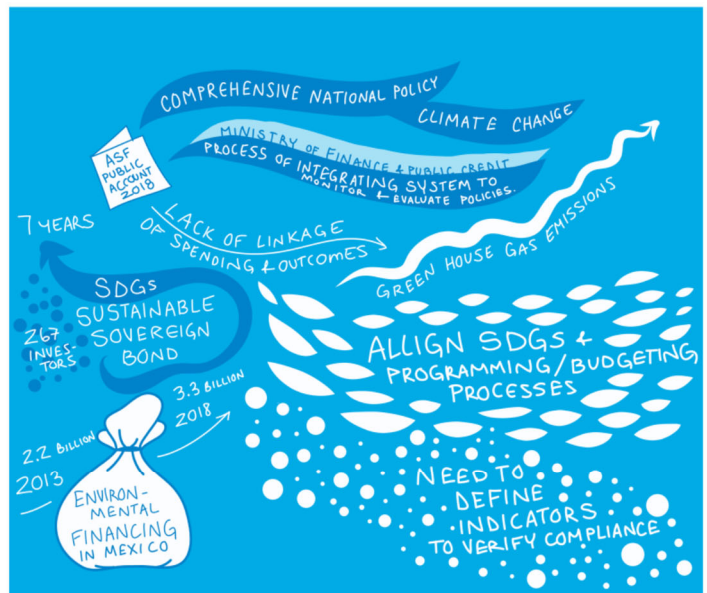 COMPREHENSIVE NATIONAL POLICY
CLIMATE CHANGE
MINISTRY OF FINANCE & PUBLIC CREDIT
PROCESS OF INTEGRATING SYSTEM TO
MONITOR & EVALUATE POLICIES.
ASF
PUBLIC
ACCOUNT
2018
LACK OF LINKAGE
OF SPENDING & OUTCOMES
GREEN HOUSE GAS EMISSIONS
7 YEARS
SDGs
SUSTAINABLE
SOVEREIGN
BOND
267
INVES-
TORS
ALLIGN SDGs &
PROGRAMMING/BUDGETING
PROCESSES
2.2 BILLION
2013
3.3 BILLION
2018
ENVIRON-
MENTAL
FINANCING
IN MEXICO
NEED TO
DEFINE
INDICATORS
TO VERIFY COMPLIANCE